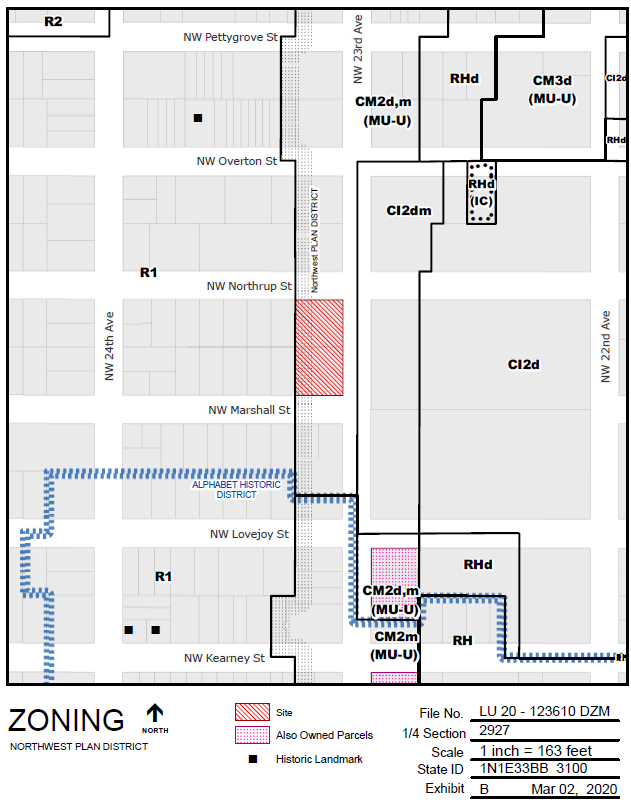 R2
NW Pettygrove St
NW 23rd Ave
RHd
CM3d
(MU-U)
CI2d
CM2d,m
(MU-U)
RHd
NW Overton St
RHd
(IC)
CI2dm
Northwest PLAN DISTRICT
R1
NW Northrup St
NW 24th Ave
NW 22nd Ave
CI2d
NW Marshall St
ALPHABET HISTORIC
DISTRICT
NW Lovejoy St
R1
RHd
CM2d,m
(MU-U)
CM2m
(MU-U)
RH
NW Kearney St
ZONING
NORTH
NORTHWEST PLAN DISTRICT
Site
Also Owned Parcels
Historic Landmark
File No. LU 20 - 123610 DZM
1/4 Section 2927
Scale 1 inch = 163 feet
State ID 1N1E33BB 3100
Exhibit B Mar 02, 2020